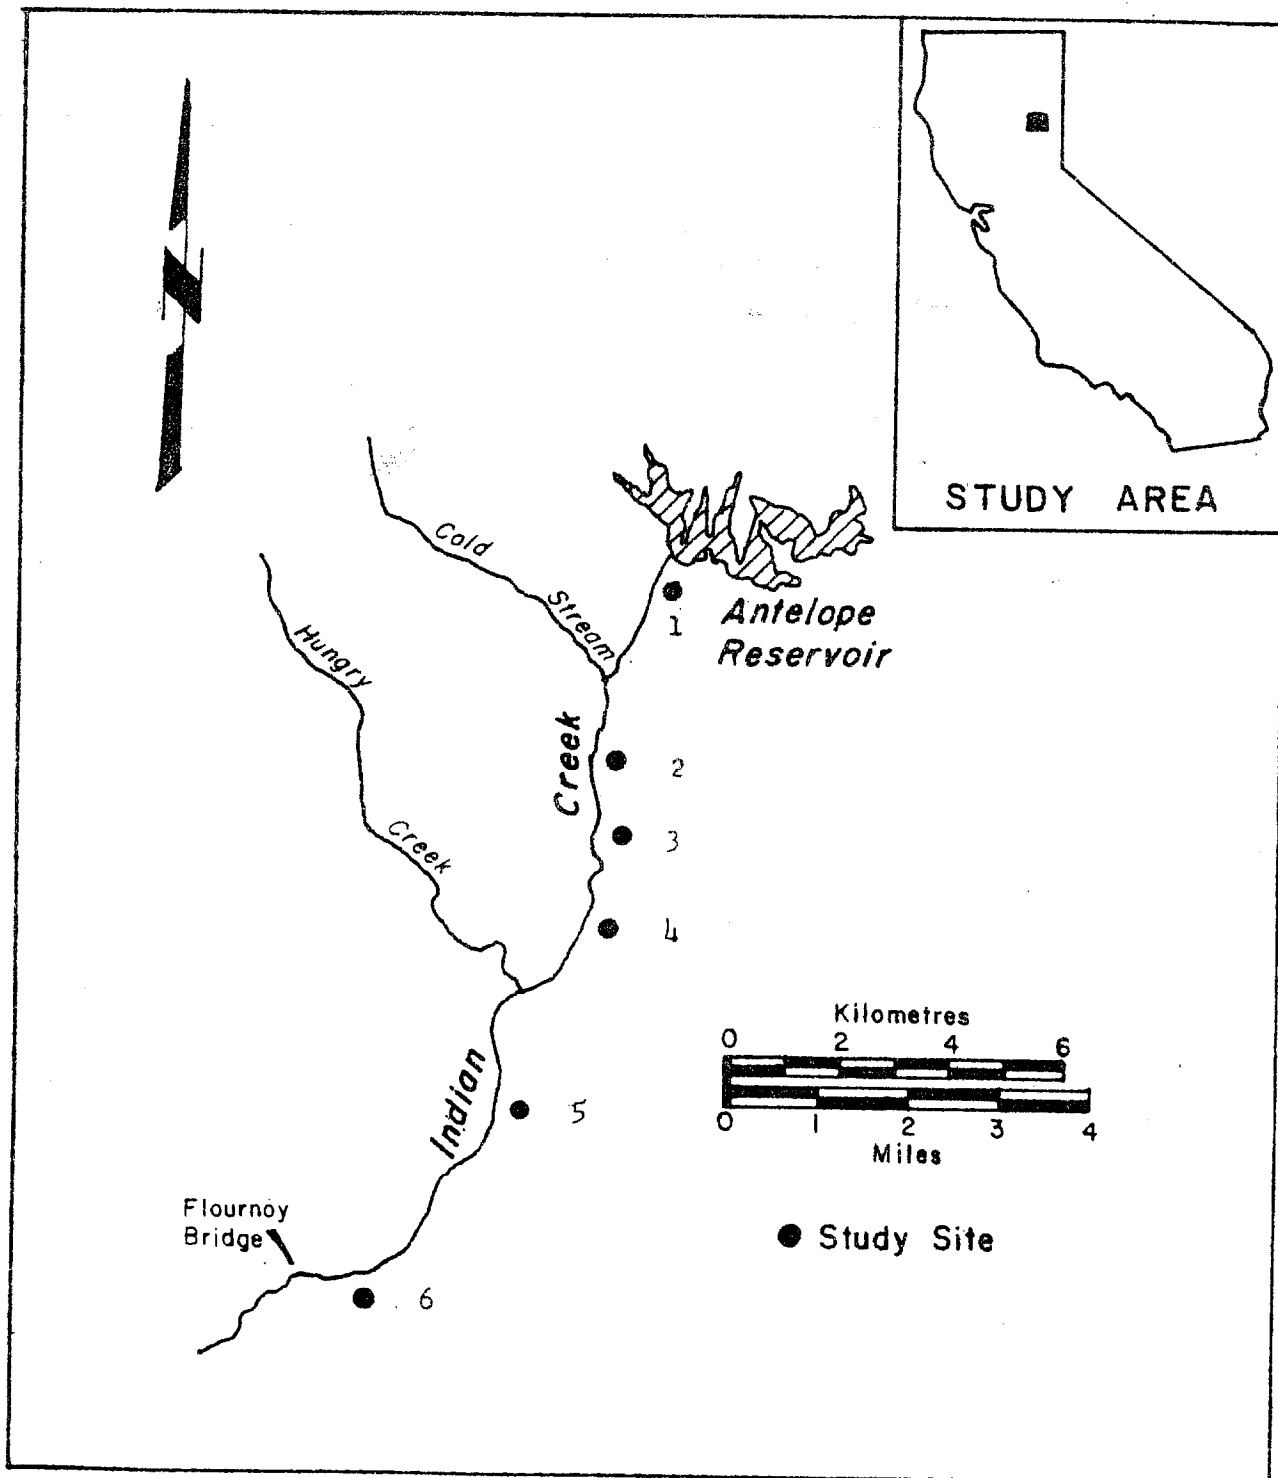 N
STUDY AREA
Cold
Stream
Hungry
Creek
1
Antelope
Reservoir
Creek
2
3
4
Indian
5
Kilometres
0 2 4 6
0 1 2 3 4
Miles
Flournoy
Bridge
6
Study Site